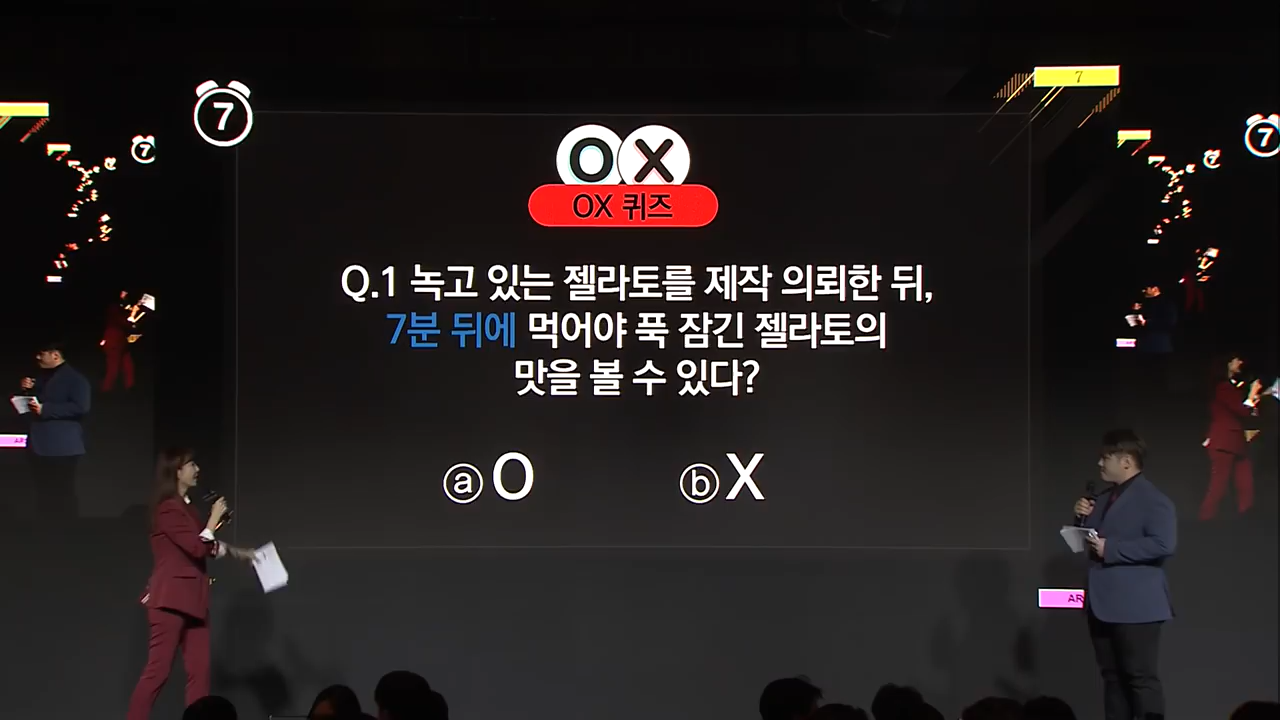 7
7
7
7
OX
OX 퀴즈
Q.1 녹고 있는 젤라토를 제작 의뢰한 뒤,
7분 뒤에 먹어야 푹 잠긴 젤라토의
맛을 볼 수 있다?
ⓐ O ⓑ X
AR